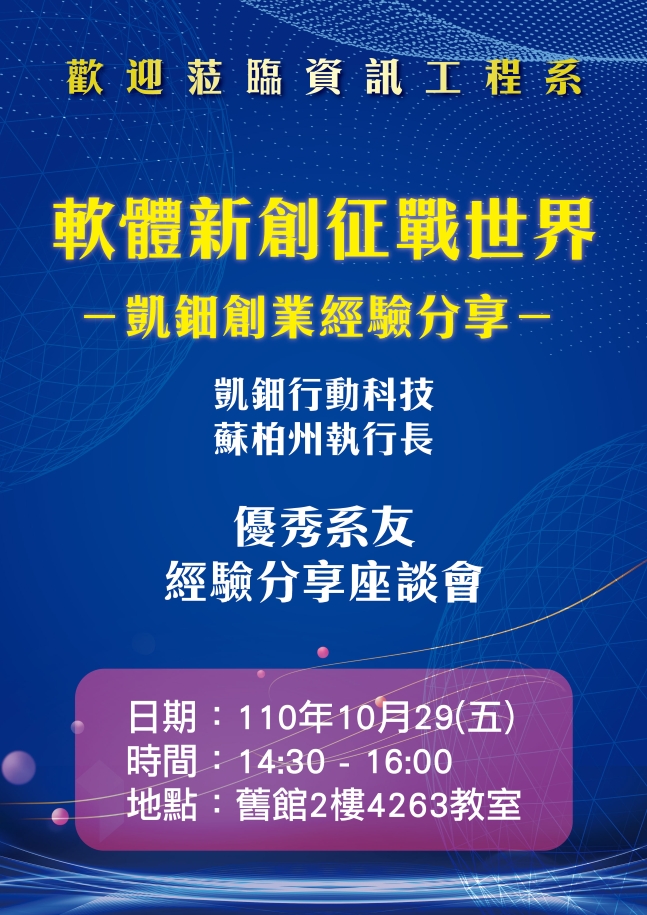 歡迎蒞臨資訊工程系
軟體新創征戰世界
－凱鈿創業經驗分享－
凱鈿行動科技
蘇柏州執行長
優秀系友
經驗分享座談會
日期：110年10月29(五)
時間：14:30 - 16:00
地點：舊館2樓4263教室